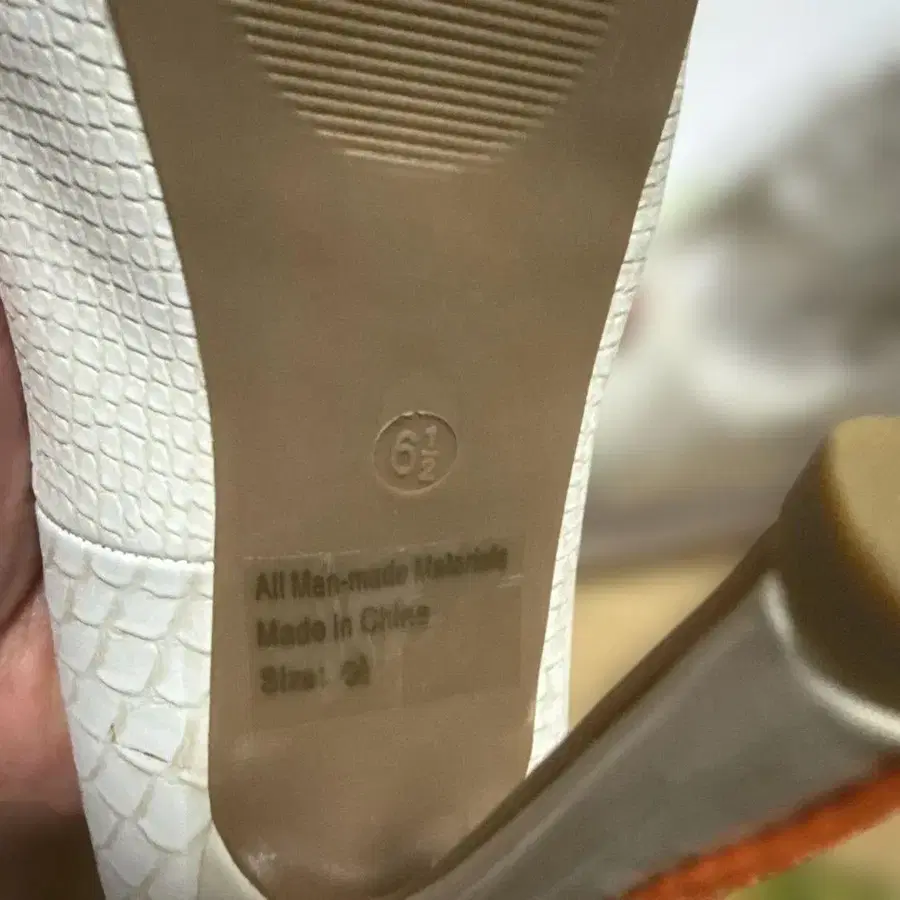 6½
All Man-made Materials
Made in China
Size: